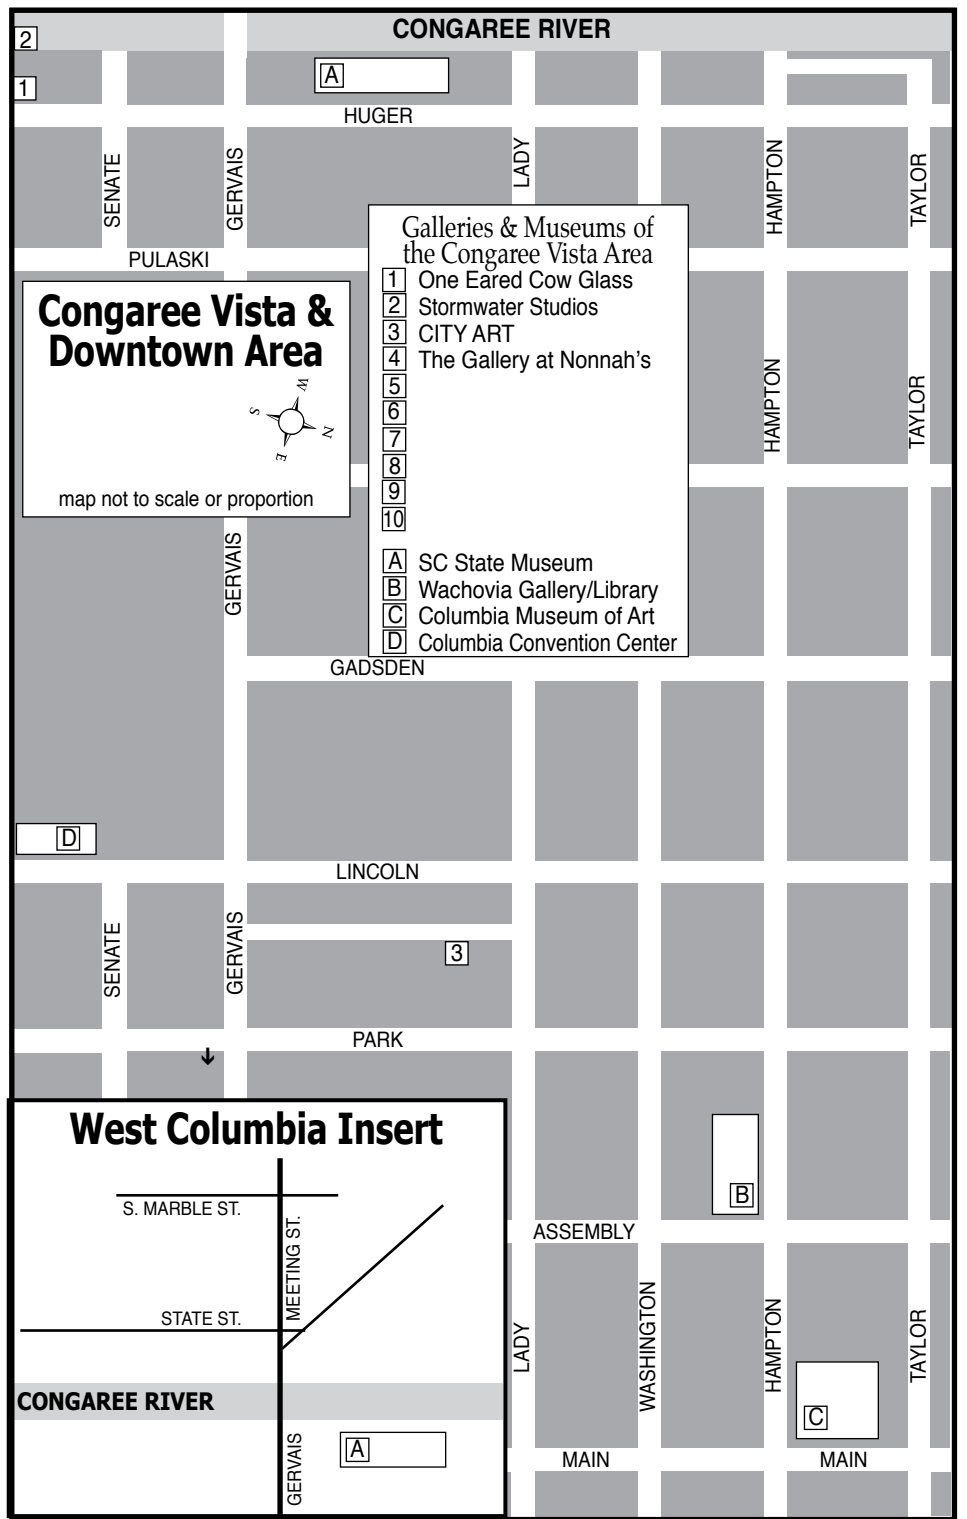 CONGAREE RIVER
2
1
A
HUGER
SENATE
GERVAIS
LADY
HAMPTON
TAYLOR
PULASKI
Galleries & Museums of
the Congaree Vista Area
1 One Eared Cow Glass
2 Stormwater Studios
3 CITY ART
4 The Gallery at Nonnah's
5
6
7
8
9
10
A SC State Museum
B Wachovia Gallery/Library
C Columbia Museum of Art
D Columbia Convention Center
Congaree Vista &
Downtown Area
W
S
N
E
map not to scale or proportion
HAMPTON
TAYLOR
GERVAIS
GADSDEN
D
LINCOLN
SENATE
GERVAIS
3
PARK
West Columbia Insert
S. MARBLE ST.
MEETING ST.
STATE ST.
CONGAREE RIVER
GERVAIS
A
B
ASSEMBLY
LADY
WASHINGTON
HAMPTON
TAYLOR
C
MAIN
MAIN